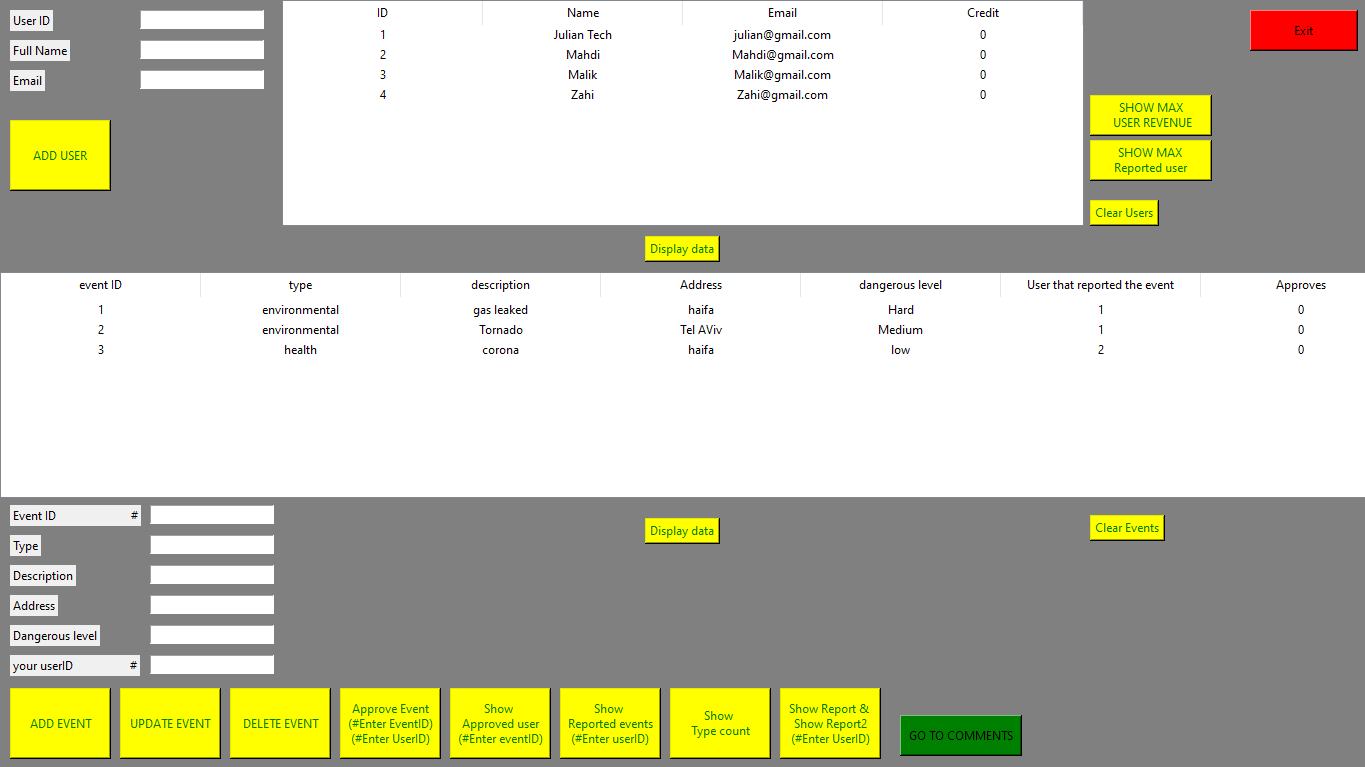 User ID
Full Name
Email
ADD USER
ID Name Email Credit
1 Julian Tech julian@gmail.com 0
2 Mahdi Mahdi@gmail.com 0
3 Malik Malik@gmail.com 0
4 Zahi Zahi@gmail.com 0
Exit
SHOW MAX
USER REVENUE
SHOW MAX
Reported user
Clear Users
Display data
event ID type description Address dangerous level User that reported the event Approves
1 environmental gas leaked haifa Hard 1 0
2 environmental Tornado Tel AViv Medium 1 0
3 health corona haifa low 2 0
Event ID #
Type
Description
Address
Dangerous level
your userID #
Display data
Clear Events
ADD EVENT
UPDATE EVENT
DELETE EVENT
Approve Event
(#Enter EventID)
(#Enter UserID)
Show
Approved user
(#Enter eventID)
Show
Reported events
(#Enter userID)
Show
Type count
Show Report &
Show Report2
(#Enter UserID)
GO TO COMMENTS